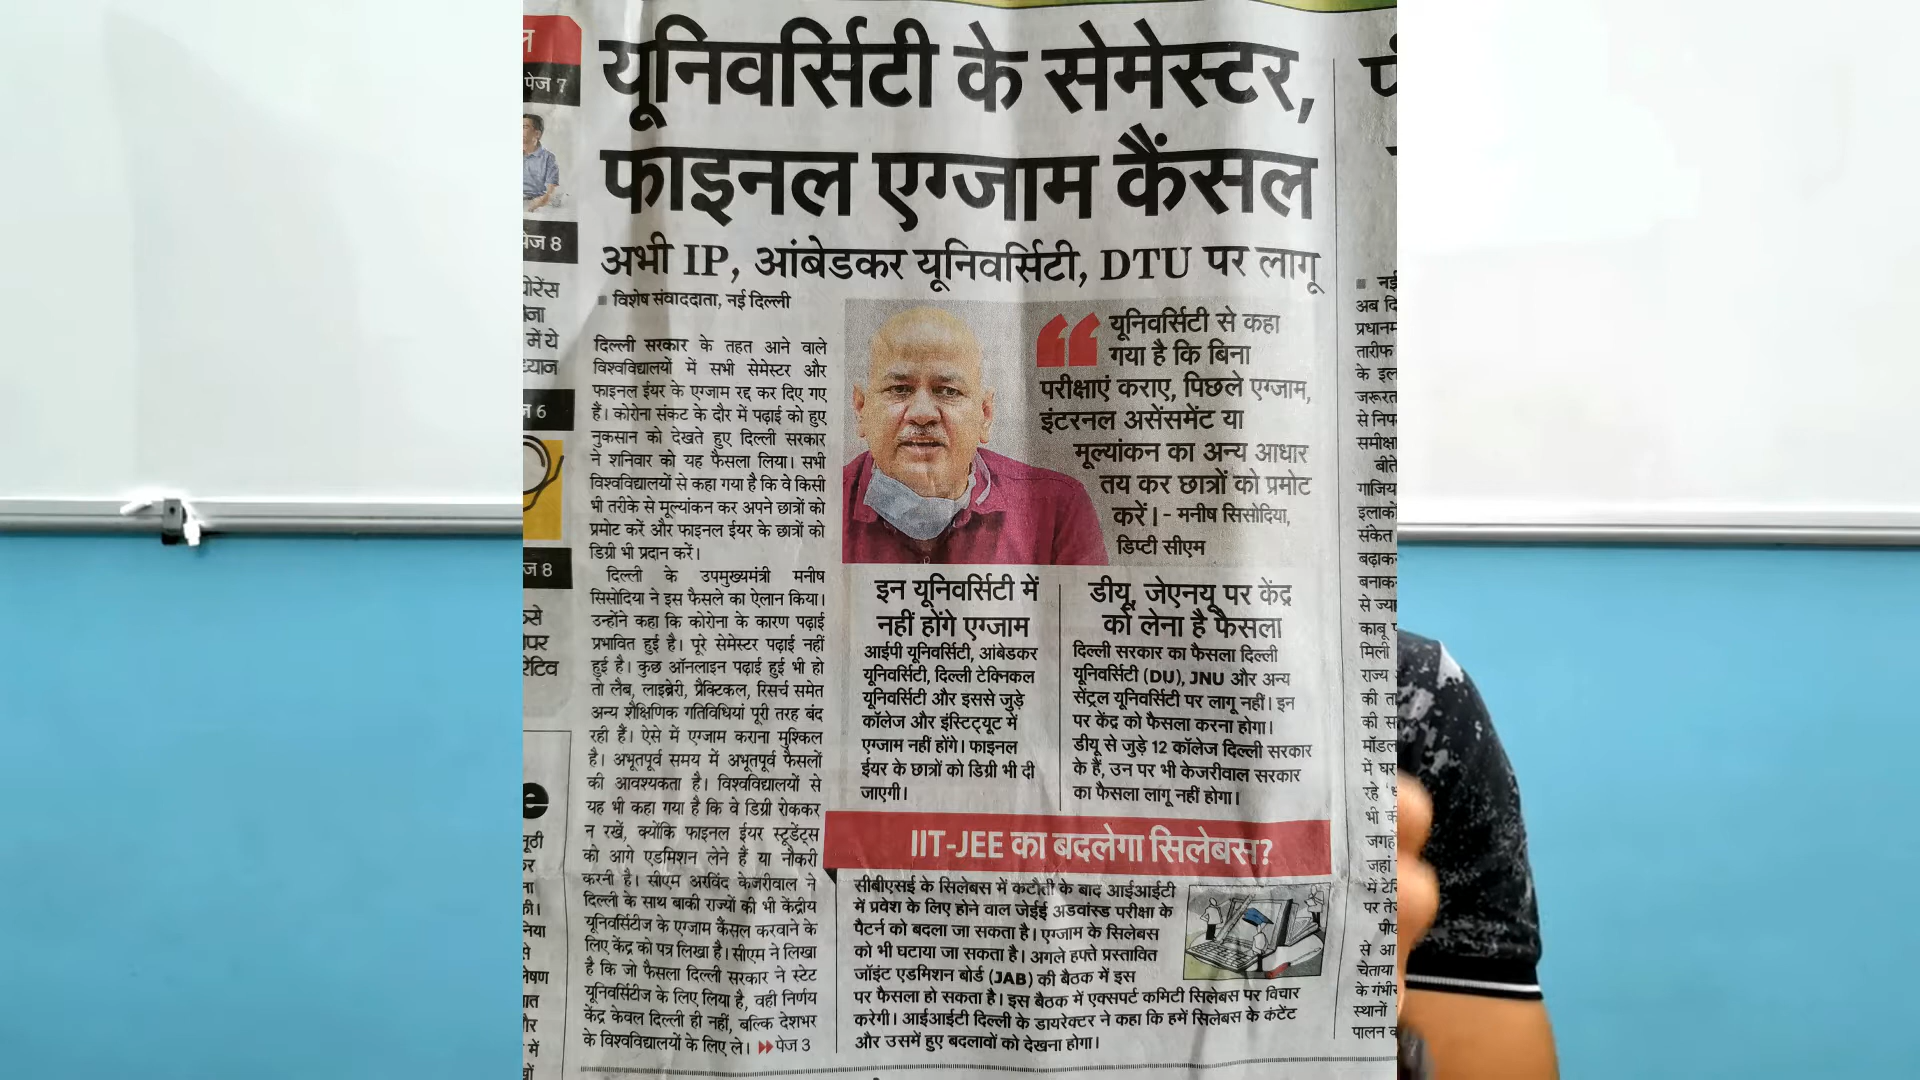 पेज 7
पेज 8
यूनिवर्सिटी के सेमेस्टर,
फाइनल एग्जाम कैंसल
अभी IP, आंबेडकर यूनिवर्सिटी, DTU पर लागू
विशेष संवाददाता, नई दिल्ली
दिल्ली सरकार के तहत आने वाले
विश्वविद्यालयों में सभी सेमेस्टर और
फाइनल ईयर के एग्जाम रद्द कर दिए गए
हैं। कोरोना संकट के दौर में पढ़ाई को हुए
नुकसान को देखते हुए दिल्ली सरकार
ने शनिवार को यह फैसला लिया। सभी
विश्वविद्यालयों से कहा गया है कि वे किसी
भी तरीके से मूल्यांकन कर अपने छात्रों को
प्रमोट करें और फाइनल ईयर के छात्रों को
डिग्री भी प्रदान करें।
दिल्ली के उपमुख्यमंत्री मनीष
सिसोदिया ने इस फैसले का ऐलान किया।
उन्होंने कहा कि कोरोना के कारण पढ़ाई
प्रभावित हुई है। पूरे सेमेस्टर पढ़ाई नहीं
हुई है। कुछ ऑनलाइन पढ़ाई हुई भी हो
तो लैब, लाइब्रेरी, प्रैक्टिकल, रिसर्च समेत
अन्य शैक्षणिक गतिविधियां पूरी तरह बंद
रही हैं। ऐसे में एग्जाम कराना मुश्किल
है। अभूतपूर्व समय में अभूतपूर्व फैसलों
की आवश्यकता है। विश्वविद्यालयों से
यह भी कहा गया है कि वे डिग्री रोककर
न रखें, क्योंकि फाइनल ईयर स्टूडेंट्स
को आगे एडमिशन लेने हैं या नौकरी
करनी है। सीएम अरविंद केजरीवाल ने
दिल्ली के साथ बाकी राज्यों की भी केंद्रीय
यूनिवर्सिटीज के एग्जाम कैंसल करवाने के
लिए केंद्र को पत्र लिखा है। सीएम ने लिखा
है कि जो फैसला दिल्ली सरकार ने स्टेट
यूनिवर्सिटीज के लिए लिया है, वही निर्णय
केंद्र केवल दिल्ली ही नहीं, बल्कि देशभर
के विश्वविद्यालयों के लिए ले। पेज 3
यूनिवर्सिटी से कहा
गया है कि बिना
परीक्षाएं कराए, पिछले एग्जाम,
इंटरनल असेंसमेंट या
मूल्यांकन का अन्य आधार
तय कर छात्रों को प्रमोट
करें। - मनीष सिसोदिया,
डिप्टी सीएम
इन यूनिवर्सिटी में
नहीं होंगे एग्जाम
आईपी यूनिवर्सिटी, आंबेडकर
यूनिवर्सिटी, दिल्ली टेक्निकल
यूनिवर्सिटी और इससे जुड़े
कॉलेज और इंस्टिट्यूट में
एग्जाम नहीं होंगे। फाइनल
ईयर के छात्रों को डिग्री भी दी
जाएगी।
डीयू, जेएनयू पर केंद्र
को लेना है फैसला
दिल्ली सरकार का फैसला दिल्ली
यूनिवर्सिटी (DU), JNU और अन्य
सेंट्रल यूनिवर्सिटी पर लागू नहीं। इन
पर केंद्र को फैसला करना होगा।
डीयू से जुड़े 12 कॉलेज दिल्ली सरकार
के हैं, उन पर भी केजरीवाल सरकार
का फैसला लागू नहीं होगा।
IIT-JEE का बदलेगा सिलेबस?
सीबीएसई के सिलेबस में कटौती के बाद आईआईटी
में प्रवेश के लिए होने वाल जेईई अडवांस्ड परीक्षा के
पैटर्न को बदला जा सकता है। एग्जाम के सिलेबस
को भी घटाया जा सकता है। अगले हफ्ते प्रस्तावित
जॉइंट एडमिशन बोर्ड (JAB) की बैठक में इस
पर फैसला हो सकता है। इस बैठक में एक्सपर्ट कमिटी सिलेबस पर विचार
करेगी। आईआईटी दिल्ली के डायरेक्टर ने कहा कि हमें सिलेबस के कंटेंट
और उसमें हुए बदलावों को देखना होगा।